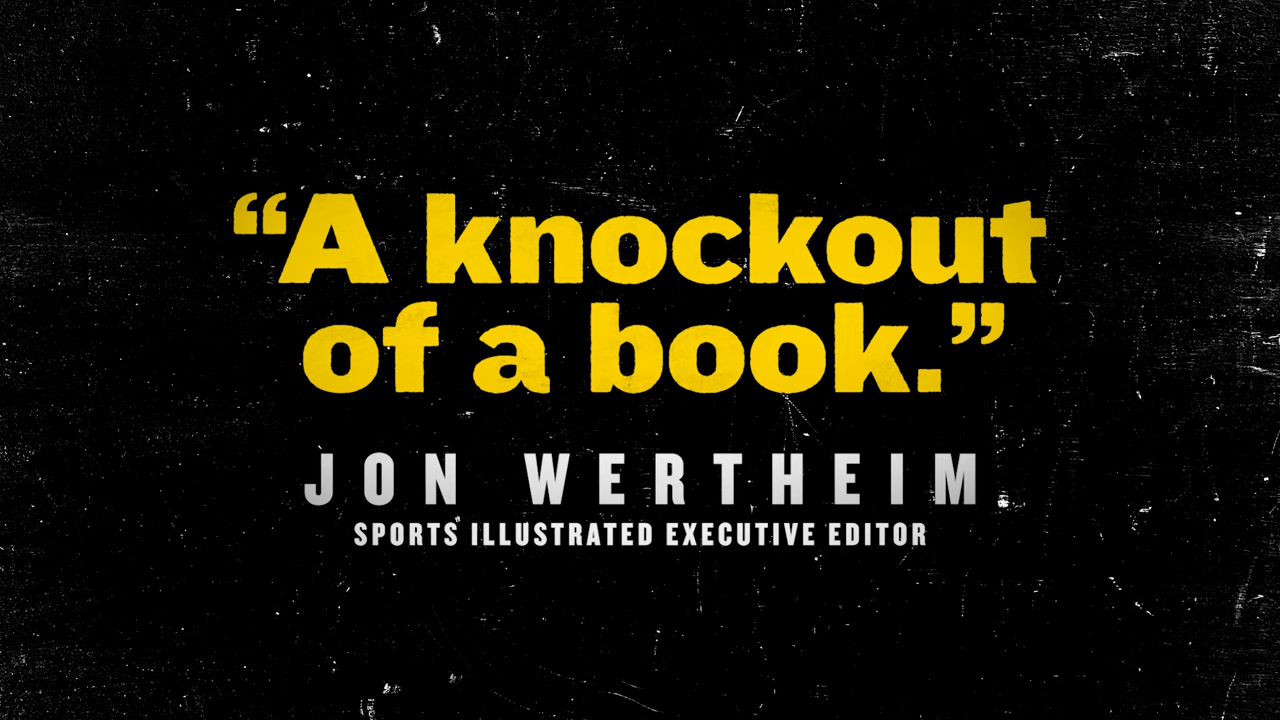 “A knockout
of a book.”
JON WERTHEIM
SPORTS ILLUSTRATED EXECUTIVE EDITOR